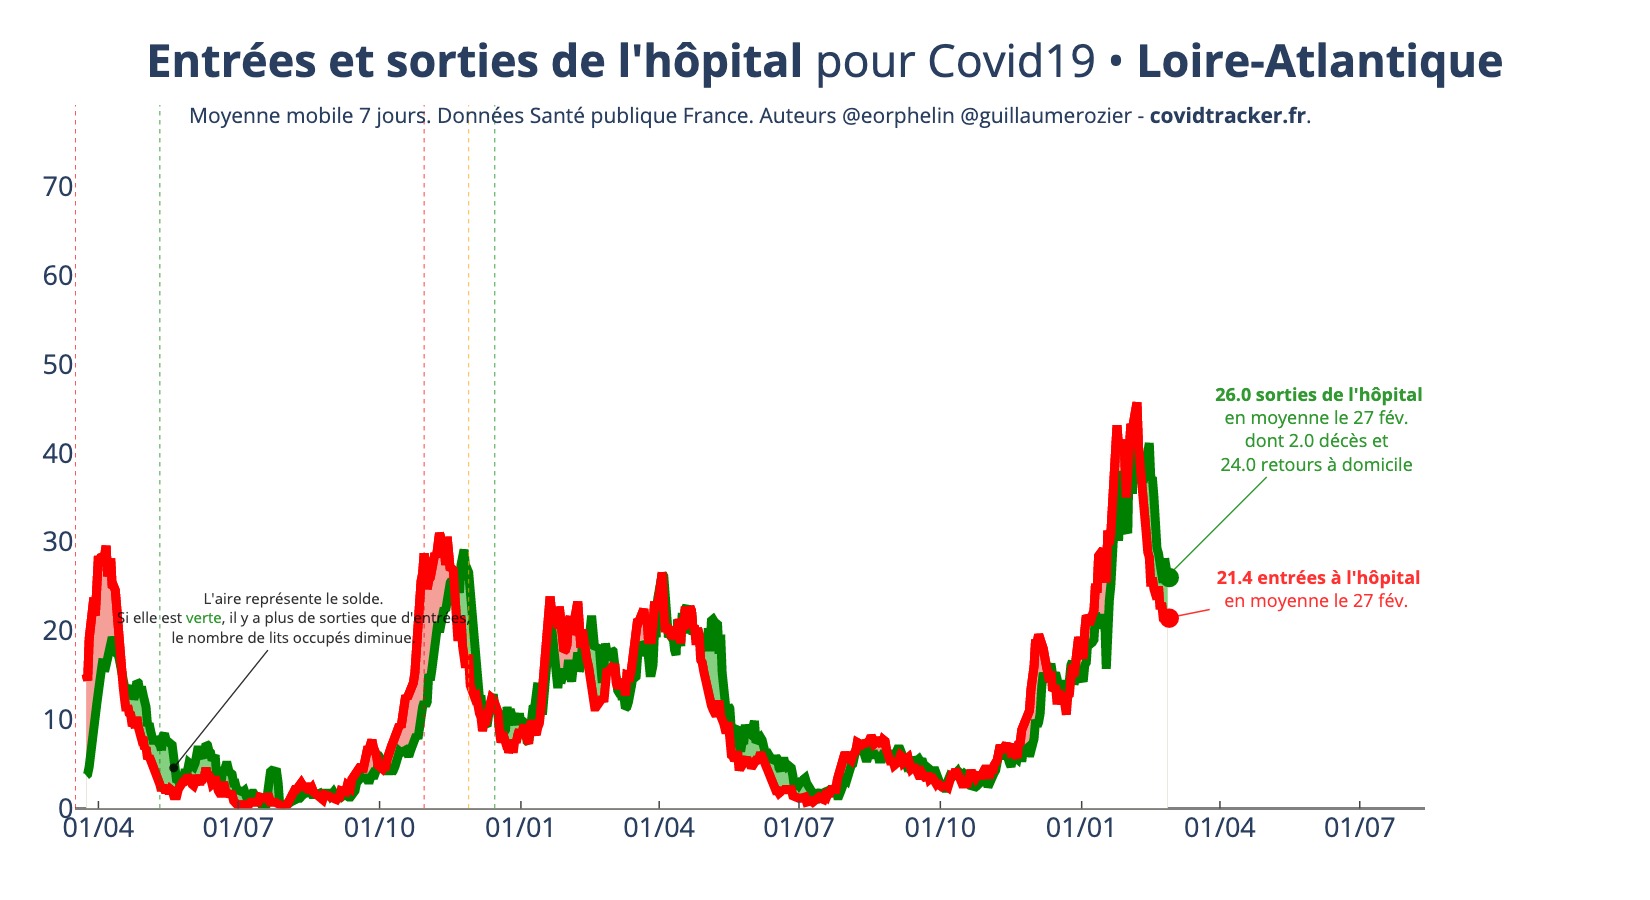 Entrées et sorties de l'hôpital pour Covid19 • Loire-Atlantique
Moyenne mobile 7 jours. Données Santé publique France. Auteurs @eorphelin @guillaumerozier - covidtracker.fr.
70
60
50
40
30
20
10
0
26.0 sorties de l'hôpital
en moyenne le 27 fév.
dont 2.0 décès et
24.0 retours à domicile
21.4 entrées à l'hôpital
en moyenne le 27 fév.
L'aire représente le solde.
Si elle est verte, il y a plus de sorties que d'entrées,
le nombre de lits occupés diminue.
01/04 01/07 01/10 01/01 01/04 01/07 01/10 01/01 01/04 01/07